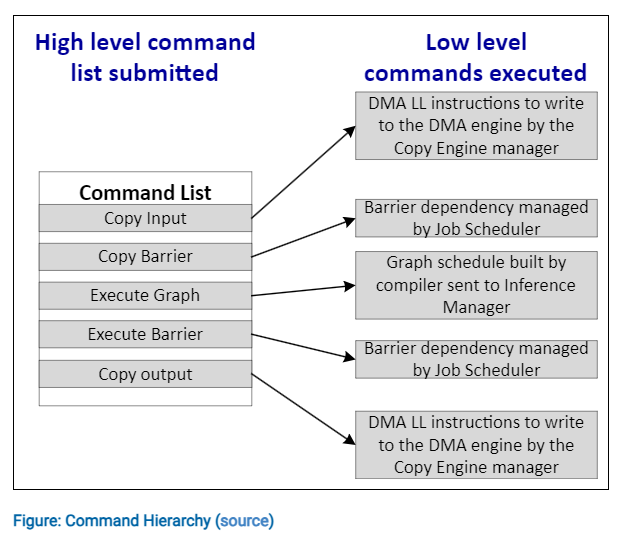 High level command
list submitted
Low level
commands executed
Command List
Copy Input
Copy Barrier
Execute Graph
Execute Barrier
Copy output
DMA LL instructions to write
to the DMA engine by the
Copy Engine manager
Barrier dependency managed
by Job Scheduler
Graph schedule built by
compiler sent to Inference
Manager
Barrier dependency managed
by Job Scheduler
DMA LL instructions to write
to the DMA engine by the
Copy Engine manager
Figure: Command Hierarchy (source)